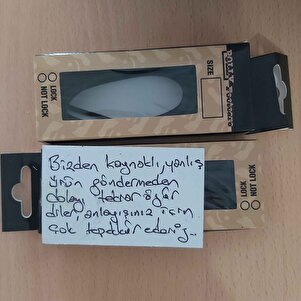 LOCK
NOT LOCK
SIZE
Bizden kaynaklı yanlış
ürün göndermeden
dolayı tekrar özür
diler anlayışınız için
çok teşekkür ederiz...
LOCK
NOT LOCK